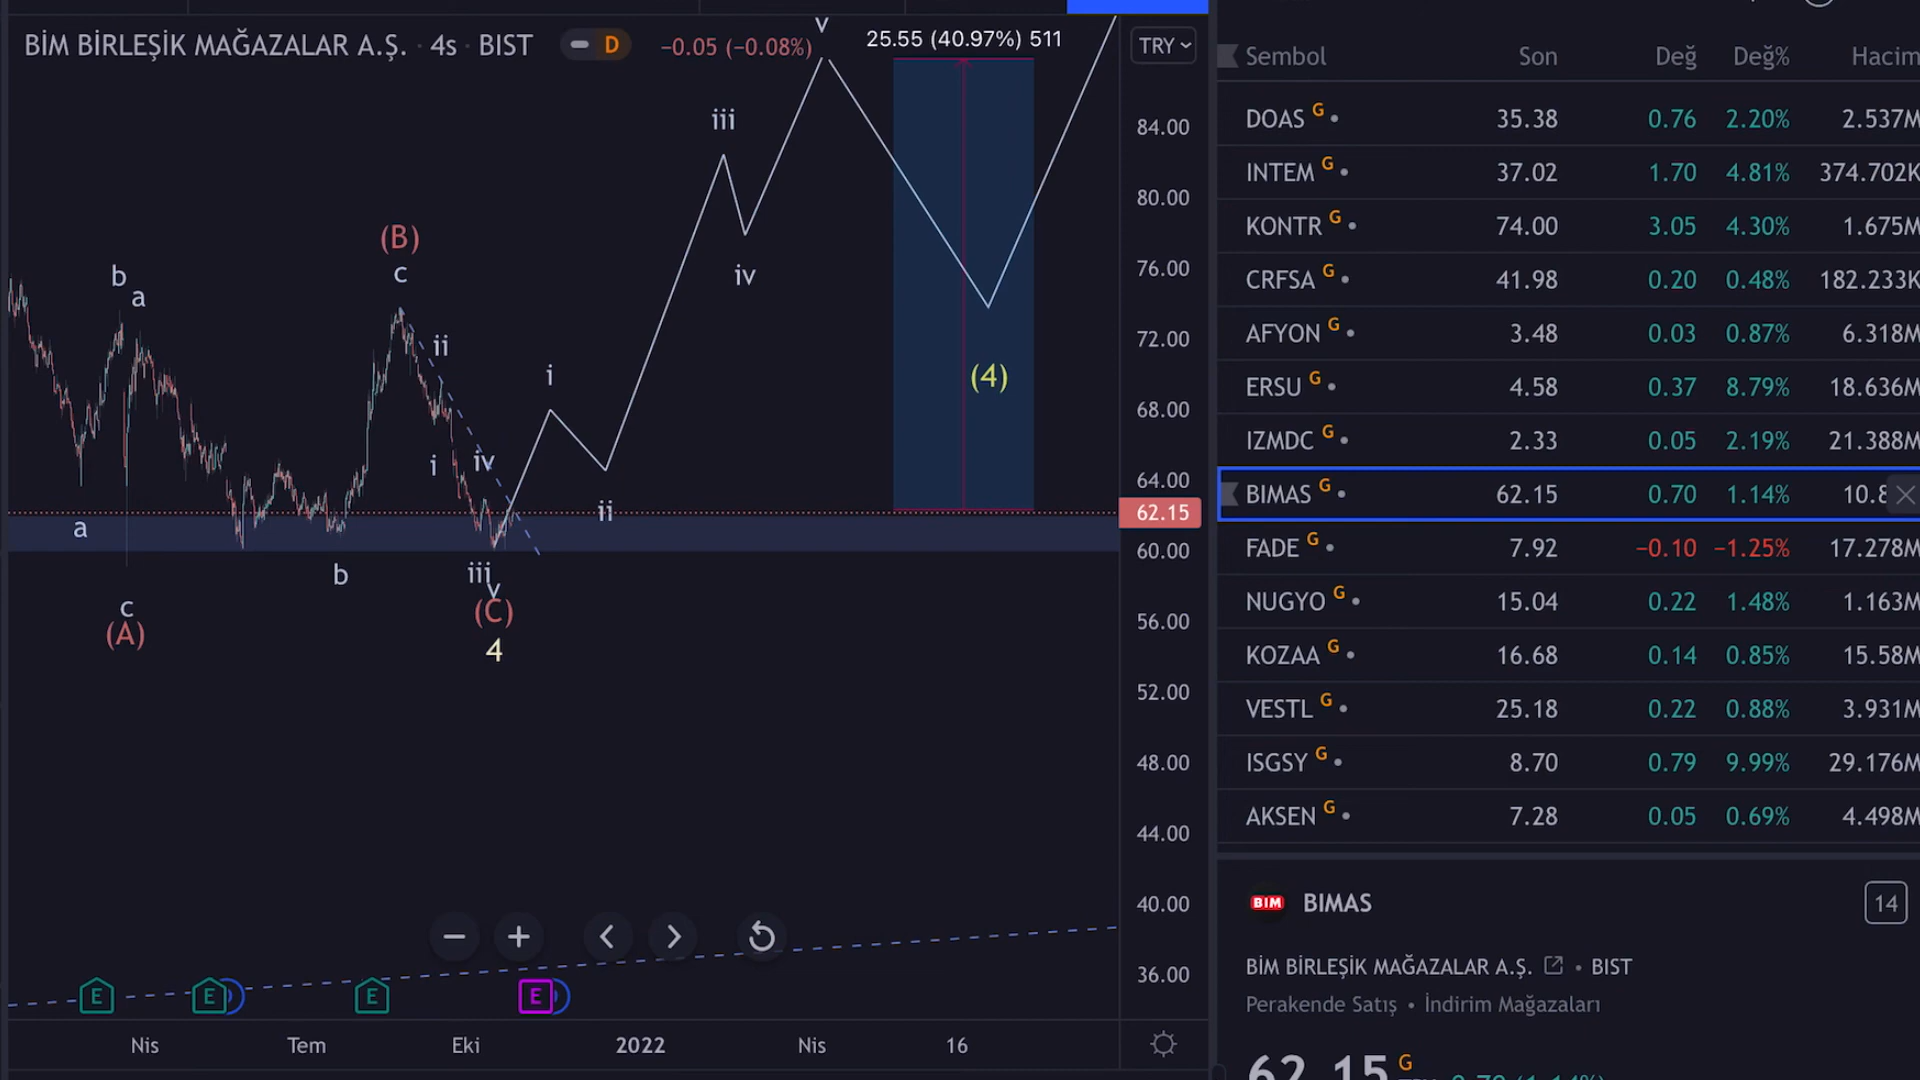 BİM BİRLEŞİK MAĞAZALAR A.Ş. · 4s · BIST D −0.05 (−0.08%)
25.55 (40.97%) 511
TRY
v
iii
iv
(B)
c
b
a
ii
i
i
iv
ii
a
b
iii
v
(C)
4
c
(A)
(4)
84.00
80.00
76.00
72.00
68.00
64.00
62.15
60.00
56.00
52.00
48.00
44.00
40.00
36.00
E
E
E
E
Nis Tem Eki 2022 Nis 16
Sembol Son Değ Değ% Hacim
DOAS G 35.38 0.76 2.20% 2.537M
INTEM G 37.02 1.70 4.81% 374.702K
KONTR G 74.00 3.05 4.30% 1.675M
CRFSA G 41.98 0.20 0.48% 182.233K
AFYON G 3.48 0.03 0.87% 6.318M
ERSU G 4.58 0.37 8.79% 18.636M
IZMDC G 2.33 0.05 2.19% 21.388M
BIMAS G 62.15 0.70 1.14% 10.8
FADE G 7.92 −0.10 −1.25% 17.278M
NUGYO G 15.04 0.22 1.48% 1.163M
KOZAA G 16.68 0.14 0.85% 15.58M
VESTL G 25.18 0.22 0.88% 3.931M
ISGSY G 8.70 0.79 9.99% 29.176M
AKSEN G 7.28 0.05 0.69% 4.498M
BIM BIMAS 14
BİM BİRLEŞİK MAĞAZALAR A.Ş. • BIST
Perakende Satış • İndirim Mağazaları
62.15 G